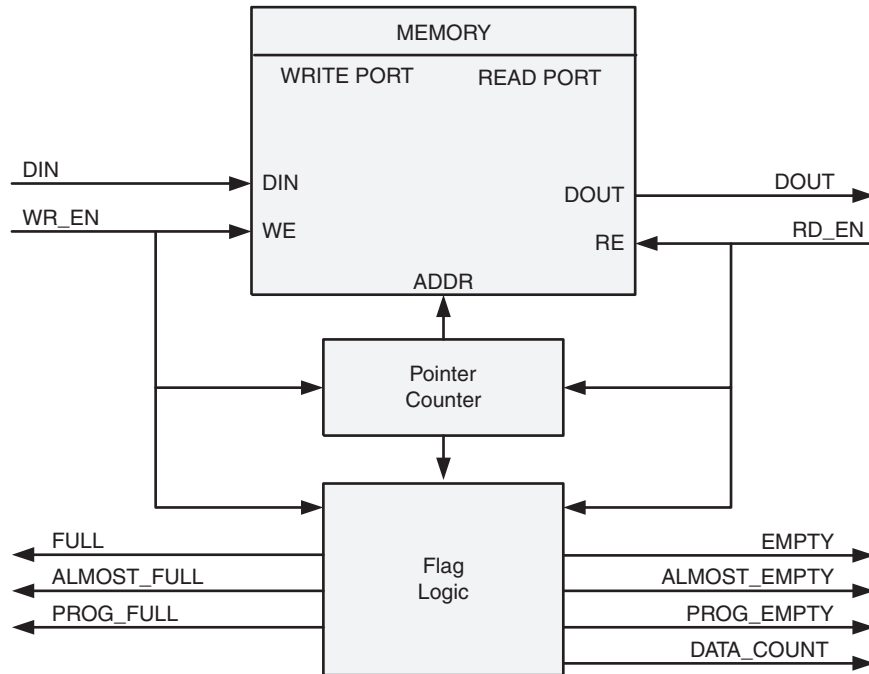 MEMORY
WRITE PORT READ PORT
DIN
DIN
DOUT
DOUT
WR_EN
WE
RE
RD_EN
ADDR
Pointer
Counter
FULL
ALMOST_FULL
PROG_FULL
Flag
Logic
EMPTY
ALMOST_EMPTY
PROG_EMPTY
DATA_COUNT